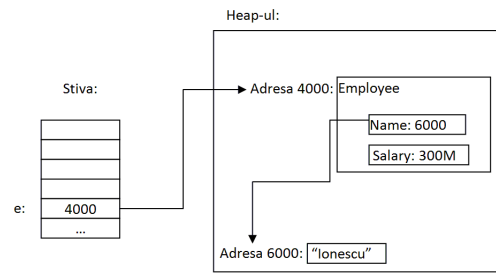 Heap-ul:
Stiva:
Adresa 4000:
Employee
Name: 6000
Salary: 300M
e:
4000
...
Adresa 6000:
“Ionescu”